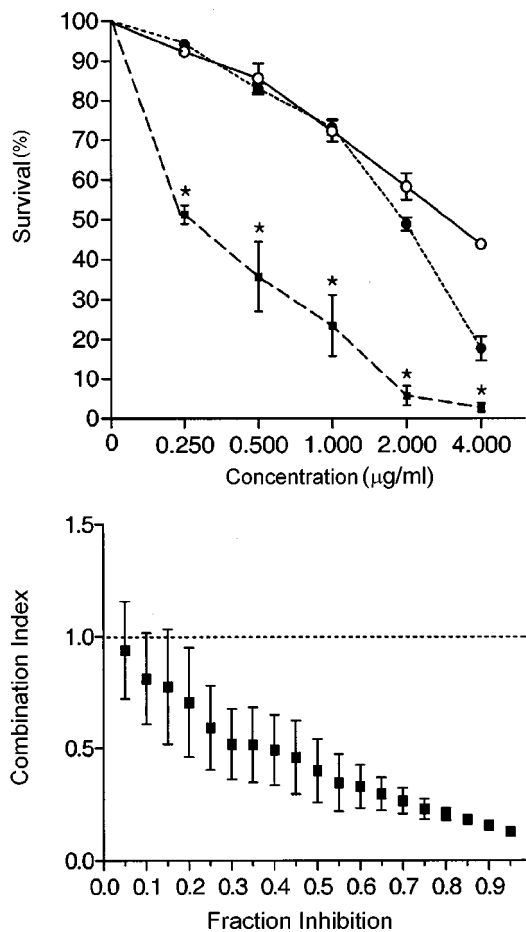 100
90
80
70
60
50
40
30
20
10
0
Survival (%)
* * * * *
0 0.250 0.500 1.000 2.000 4.000
Concentration (μg/ml)
1.5
1.0
0.5
0.0
Combination Index
0.0 0.1 0.2 0.3 0.4 0.5 0.6 0.7 0.8 0.9
Fraction Inhibition